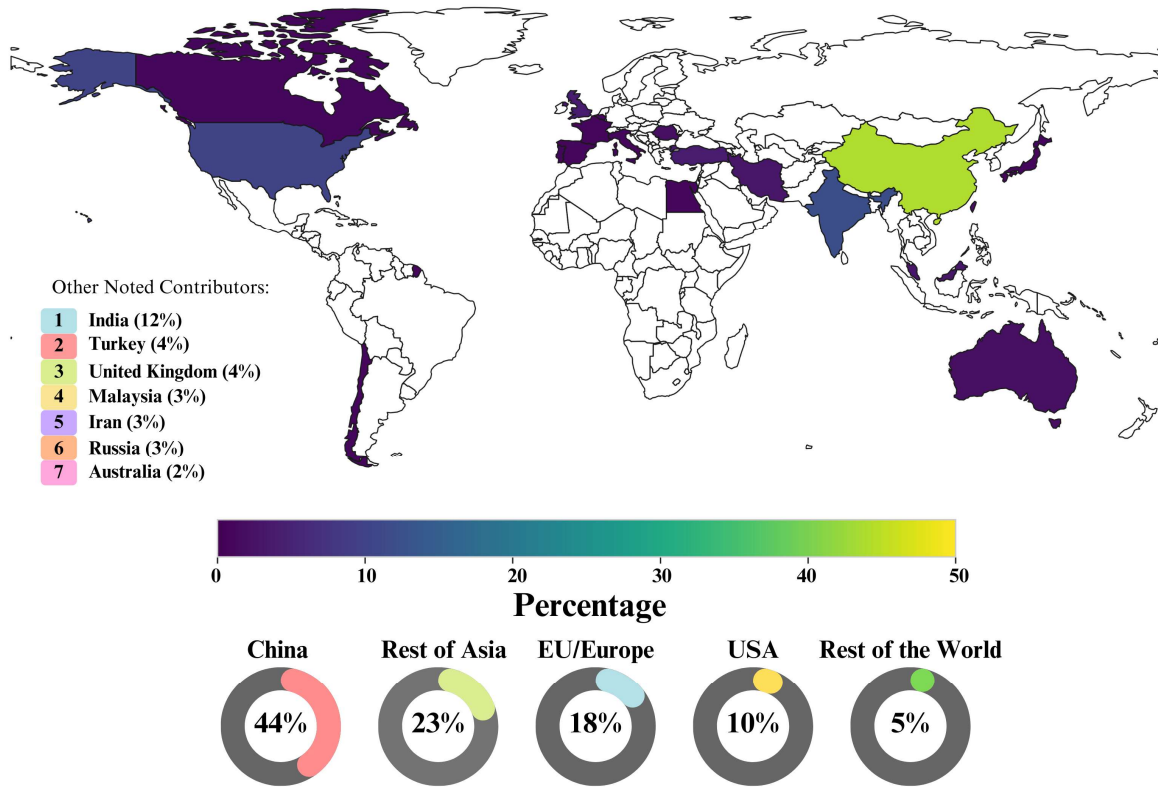 Other Noted Contributors:
1 India (12%)
2 Turkey (4%)
3 United Kingdom (4%)
4 Malaysia (3%)
5 Iran (3%)
6 Russia (3%)
7 Australia (2%)
0 10 20 30 40 50
Percentage
China Rest of Asia EU/Europe USA Rest of the World
44% 23% 18% 10% 5%